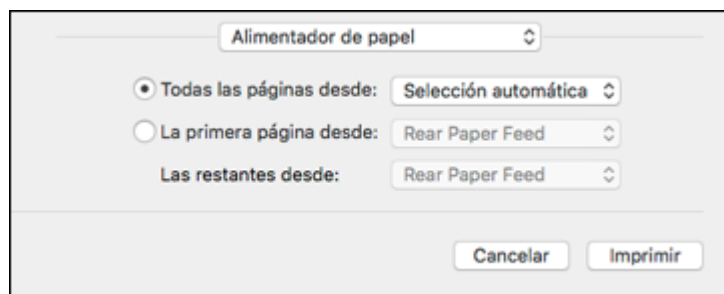 Alimentador de papel
Todas las páginas desde: Selección automática
La primera página desde: Rear Paper Feed
Las restantes desde: Rear Paper Feed
Cancelar Imprimir